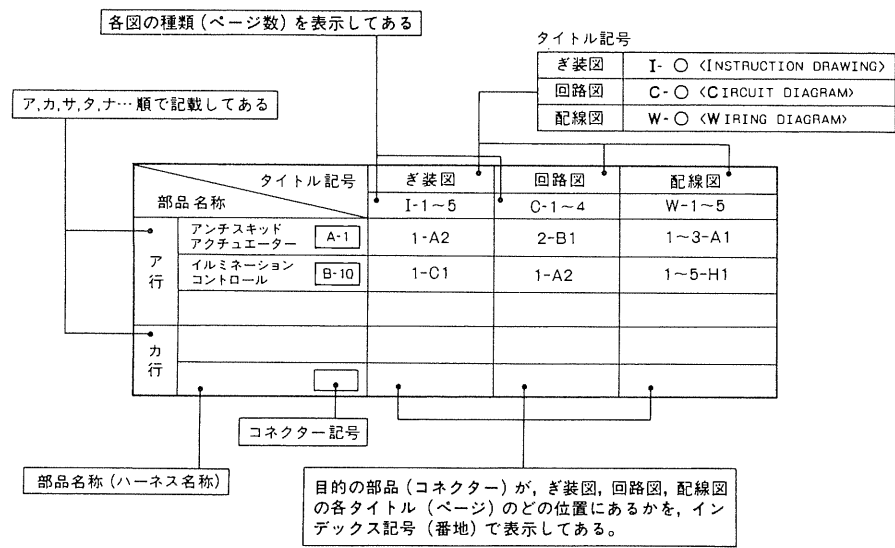 各図の種類(ページ数)を表示してある
タイトル記号
ぎ装図 I-○ <INSTRUCTION DRAWING>
回路図 C-○ <CIRCUIT DIAGRAM>
配線図 W-○ <WIRING DIAGRAM>
ア,カ,サ,タ,ナ…順で記載してある
タイトル記号 ぎ装図 回路図 配線図
部品名称 I-1~5 C-1~4 W-1~5
ア行
アンチスキッド
アクチュエーター A-1 1-A2 2-B1 1~3-A1
イルミネーション
コントロール B-10 1-C1 1-A2 1~5-H1
カ行
コネクター記号
部品名称(ハーネス名称)
目的の部品(コネクター)が,ぎ装図,回路図,配線図
の各タイトル(ページ)のどの位置にあるかを,イン
デックス記号(番地)で表示してある。